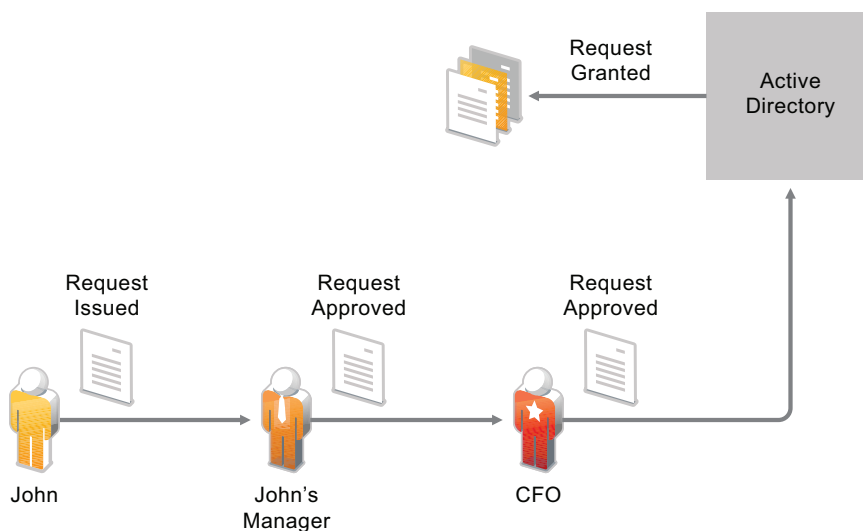 Request
Granted
Active
Directory
Request
Issued
Request
Approved
Request
Approved
John
John's
Manager
CFO